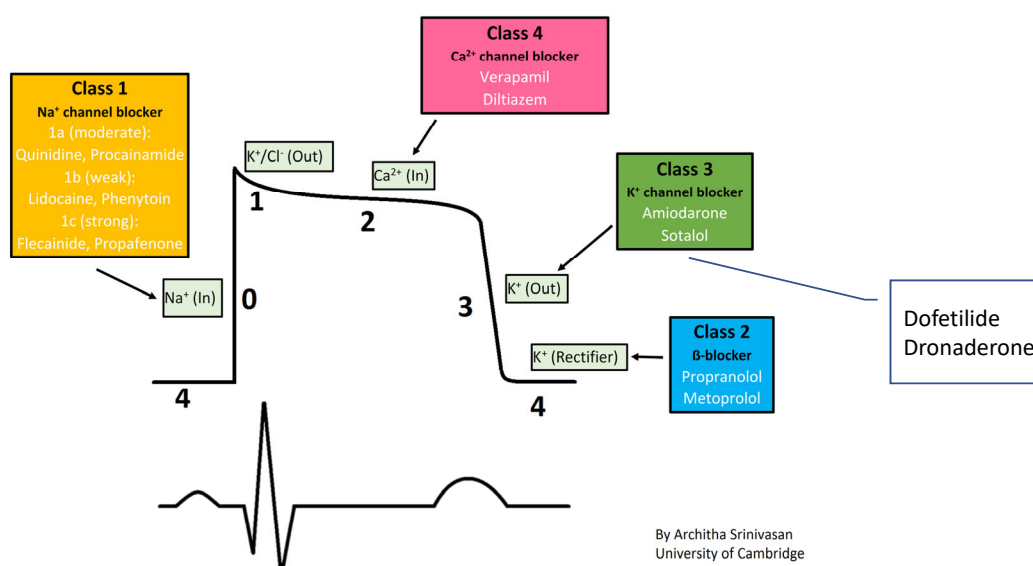 Class 4
Ca²⁺ channel blocker
Verapamil
Diltiazem
Class 1
Na⁺ channel blocker
1a (moderate):
Quinidine, Procainamide
1b (weak):
Lidocaine, Phenytoin
1c (strong):
Flecainide, Propafenone
K⁺/Cl⁻ (Out)
Ca²⁺ (In)
Class 3
K⁺ channel blocker
Amiodarone
Sotalol
1
2
Na⁺ (In)
0
3
K⁺ (Out)
Dofetilide
Dronaderone
K⁺ (Rectifier)
Class 2
ß-blocker
Propranolol
Metoprolol
4
4
By Architha Srinivasan
University of Cambridge